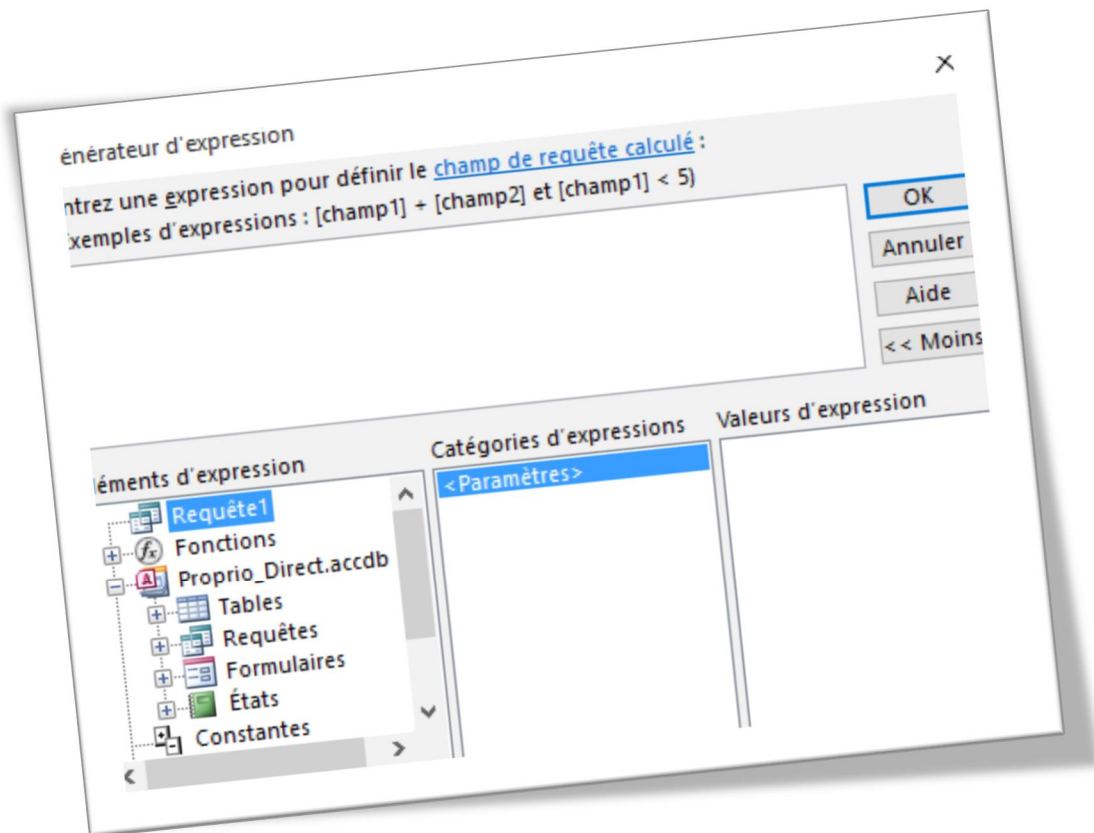 énérateur d'expression
ntrez une expression pour définir le champ de requête calculé :
xemples d'expressions : [champ1] + [champ2] et [champ1] < 5)
OK
Annuler
Aide
<< Moins
éments d'expression
Requête1
Fonctions
Proprio_Direct.accdb
Tables
Requêtes
Formulaires
États
Constantes
Catégories d'expressions
<Paramètres>
Valeurs d'expression